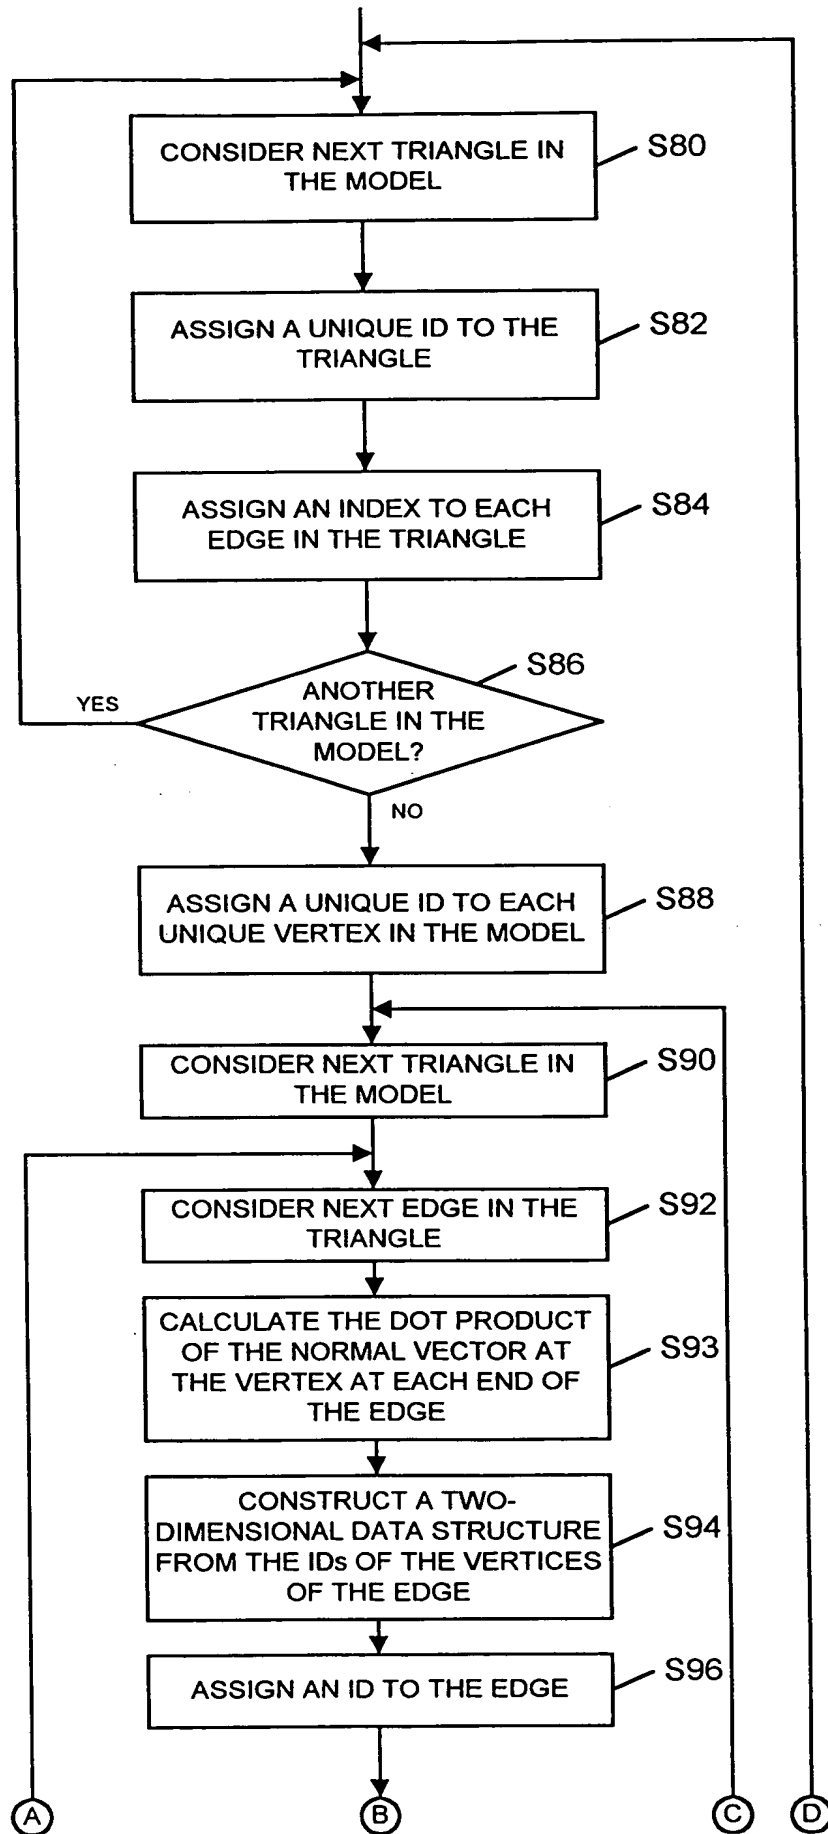 CONSIDER NEXT TRIANGLE IN
THE MODEL
S80
ASSIGN A UNIQUE ID TO THE
TRIANGLE
S82
ASSIGN AN INDEX TO EACH
EDGE IN THE TRIANGLE
S84
S86
ANOTHER
TRIANGLE IN THE
MODEL?
YES
NO
ASSIGN A UNIQUE ID TO EACH
UNIQUE VERTEX IN THE MODEL
S88
CONSIDER NEXT TRIANGLE IN
THE MODEL
S90
CONSIDER NEXT EDGE IN THE
TRIANGLE
S92
CALCULATE THE DOT PRODUCT
OF THE NORMAL VECTOR AT
THE VERTEX AT EACH END OF
THE EDGE
S93
CONSTRUCT A TWO-
DIMENSIONAL DATA STRUCTURE
FROM THE IDs OF THE VERTICES
OF THE EDGE
S94
ASSIGN AN ID TO THE EDGE
S96
A
B
C
D